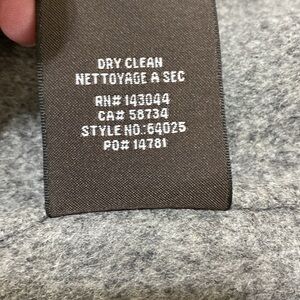 DRY CLEAN
NETTOYAGE A SEC
RN# 143044
CA# 58734
STYLE NO.:64025
PO# 14781